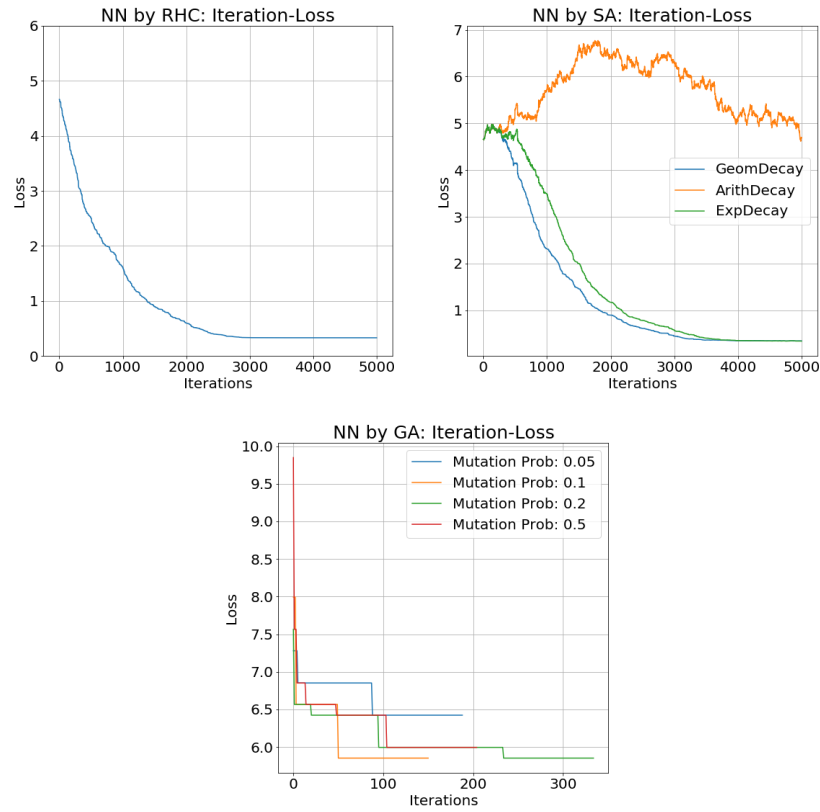 NN by RHC: Iteration-Loss
6
5
4
3
2
1
0
Loss
0 1000 2000 3000 4000 5000
Iterations
NN by SA: Iteration-Loss
7
6
5
4
3
2
1
Loss
GeomDecay
ArithDecay
ExpDecay
0 1000 2000 3000 4000 5000
Iterations
NN by GA: Iteration-Loss
10.0
9.5
9.0
8.5
8.0
7.5
7.0
6.5
6.0
Loss
Mutation Prob: 0.05
Mutation Prob: 0.1
Mutation Prob: 0.2
Mutation Prob: 0.5
0 100 200 300
Iterations